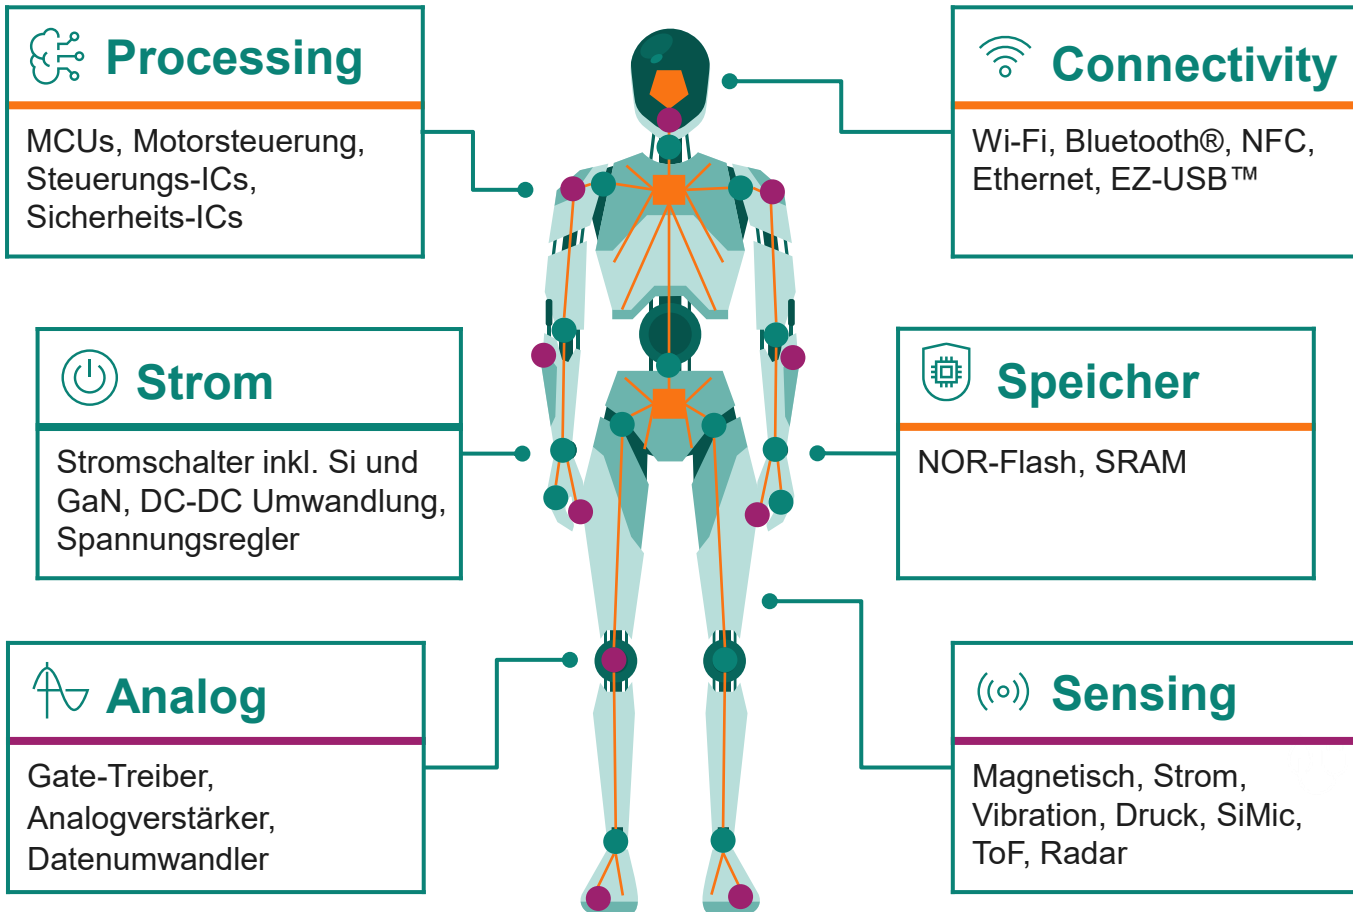 Processing
MCUs, Motorsteuerung,
Steuerungs-ICs,
Sicherheits-ICs
Connectivity
Wi-Fi, Bluetooth®, NFC,
Ethernet, EZ-USB™
Strom
Stromschalter inkl. Si und
GaN, DC-DC Umwandlung,
Spannungsregler
Speicher
NOR-Flash, SRAM
Analog
Gate-Treiber,
Analogverstärker,
Datenumwandler
Sensing
Magnetisch, Strom,
Vibration, Druck, SiMic,
ToF, Radar